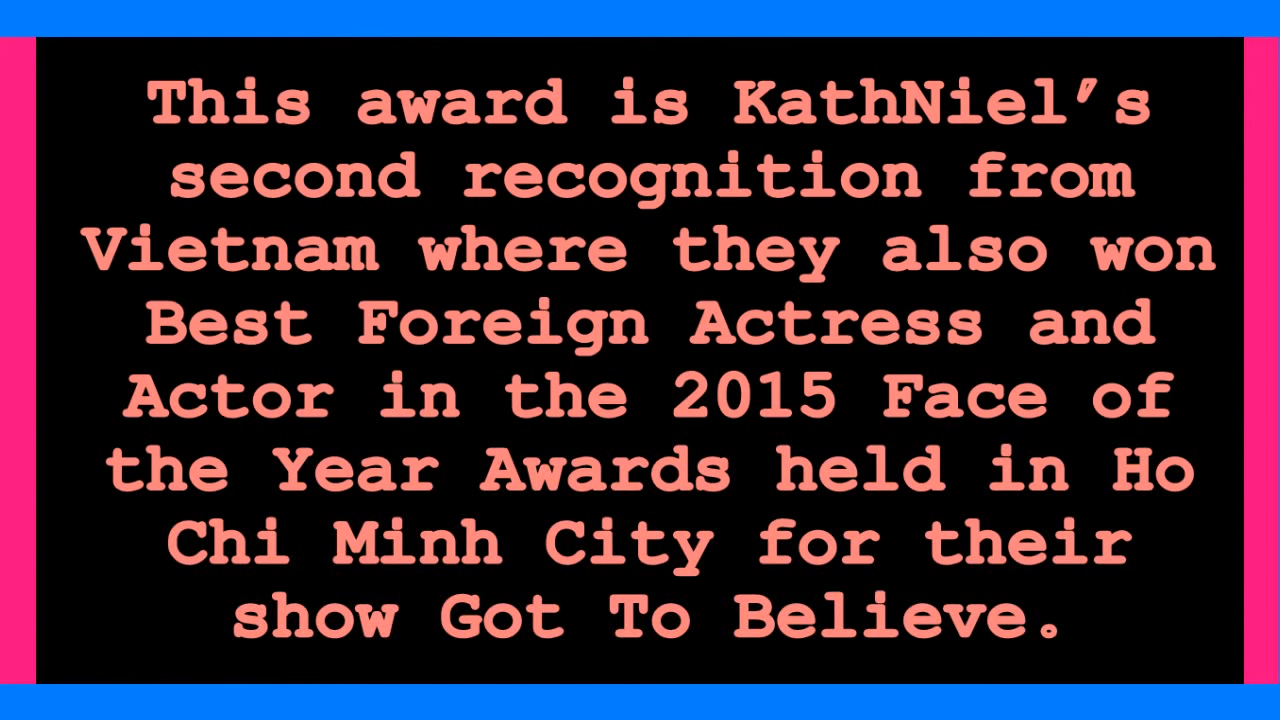 This award is KathNiel’s
second recognition from
Vietnam where they also won
Best Foreign Actress and
Actor in the 2015 Face of
the Year Awards held in Ho
Chi Minh City for their
show Got To Believe.